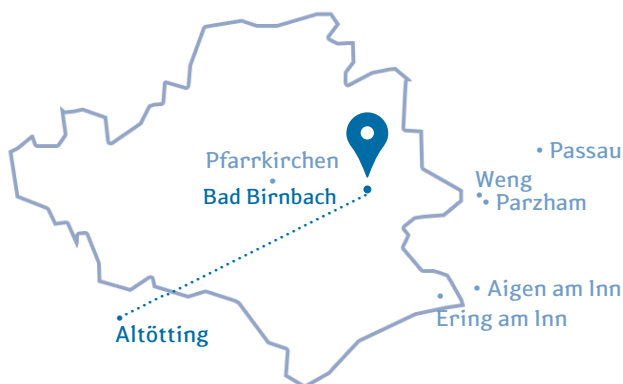 Passau
Pfarrkirchen
Weng
Bad Birnbach
Parzham
Aigen am Inn
Ering am Inn
Altötting